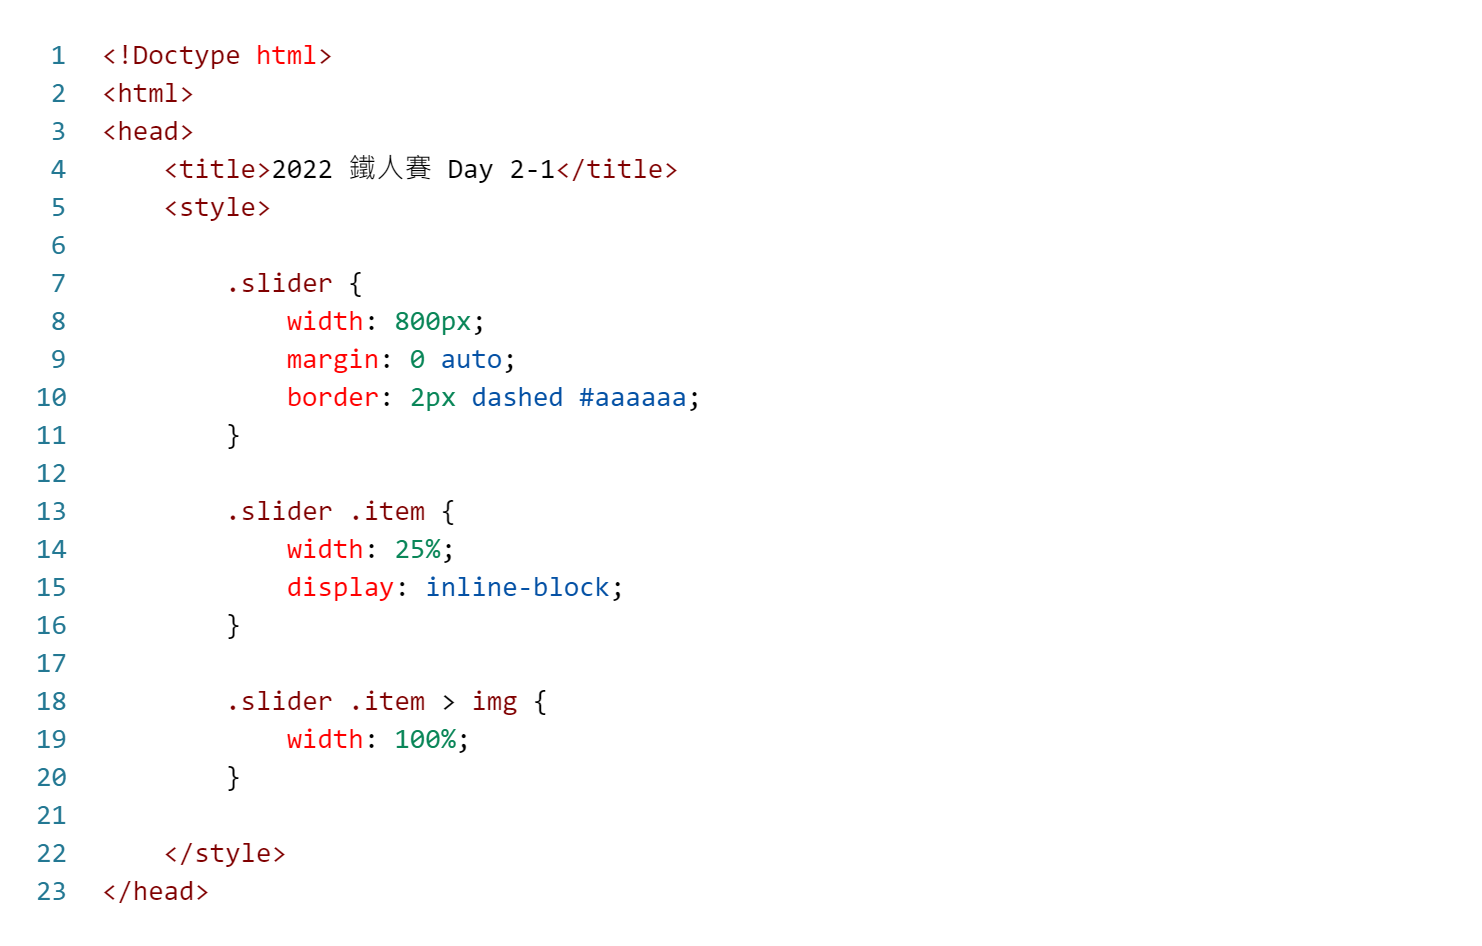 1 <!Doctype html>
2 <html>
3 <head>
4     <title>2022 鐵人賽 Day 2-1</title>
5     <style>
6
7         .slider {
8             width: 800px;
9             margin: 0 auto;
10             border: 2px dashed #aaaaaa;
11         }
12
13         .slider .item {
14             width: 25%;
15             display: inline-block;
16         }
17
18         .slider .item > img {
19             width: 100%;
20         }
21
22     </style>
23 </head>